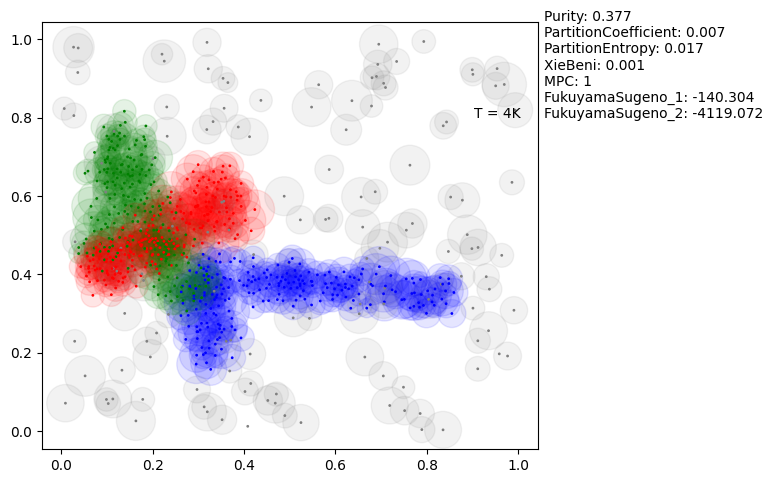 Purity: 0.377
PartitionCoefficient: 0.007
PartitionEntropy: 0.017
XieBeni: 0.001
MPC: 1
FukuyamaSugeno_1: -140.304
FukuyamaSugeno_2: -4119.072
T = 4K
1.0
0.8
0.6
0.4
0.2
0.0
0.0 0.2 0.4 0.6 0.8 1.0